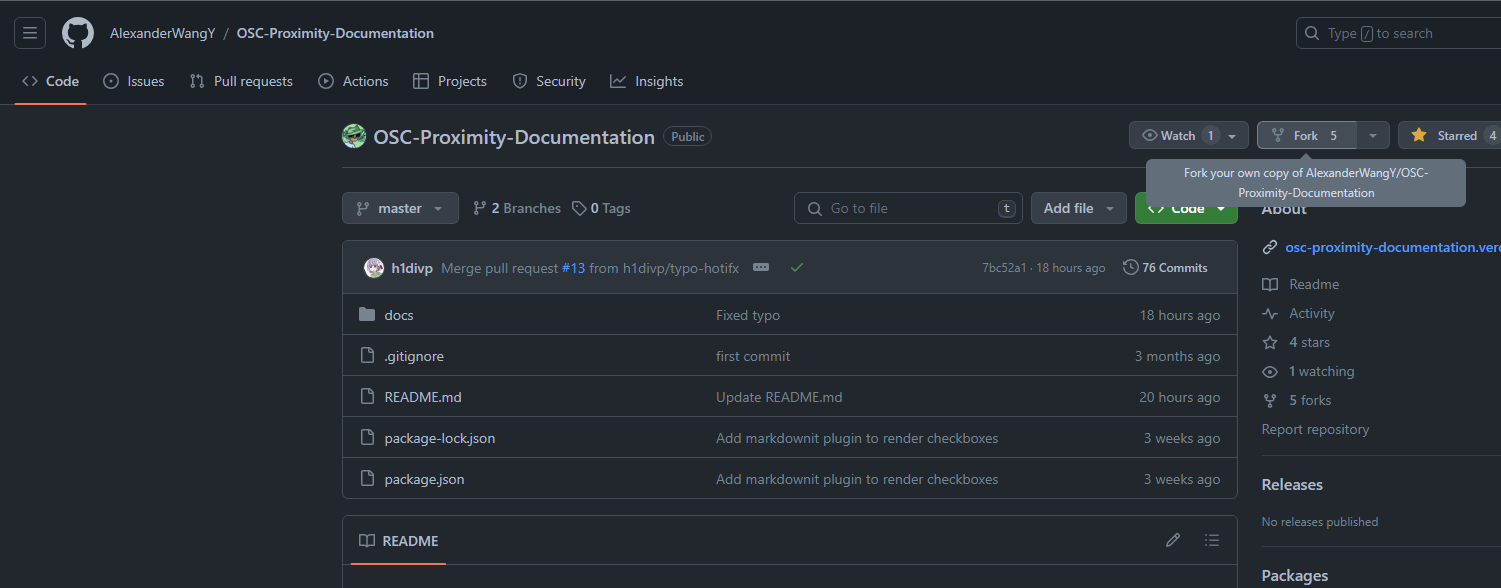 AlexanderWangY / OSC-Proximity-Documentation
Type / to search
Code Issues Pull requests Actions Projects Security Insights
OSC-Proximity-Documentation Public
Watch 1 Fork 5 Starred 4
Fork your own copy of AlexanderWangY/OSC-
Proximity-Documentation
master 2 Branches 0 Tags Go to file t Add file Code
About
h1divp Merge pull request #13 from h1divp/typo-hotifx 7bc52a1 · 18 hours ago 76 Commits
docs Fixed typo 18 hours ago
.gitignore first commit 3 months ago
README.md Update README.md 20 hours ago
package-lock.json Add markdownit plugin to render checkboxes 3 weeks ago
package.json Add markdownit plugin to render checkboxes 3 weeks ago
README
osc-proximity-documentation.verc
Readme
Activity
4 stars
1 watching
5 forks
Report repository
Releases
No releases published
Packages